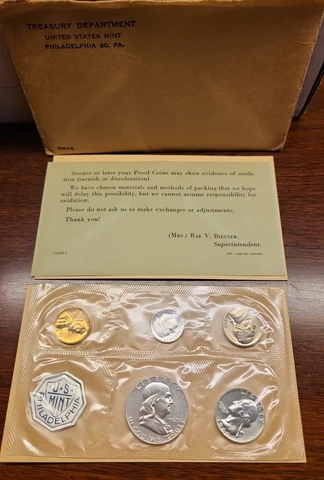 TREASURY DEPARTMENT
UNITED STATES MINT
PHILADELPHIA 30, PA.
Sooner or later your Proof Coins may show evidence of oxida-
tion (tarnish or discoloration).
We have chosen materials and methods of packing that we hope
will delay this possibility, but we cannot assume responsibility for
oxidation.
Please do not ask us to make exchanges or adjustments.
Thank you!
(Mrs.) Rae V. Biester,
Superintendent.
U.S.
MINT
PHILADELPHIA
LIBERTY
LIBERTY